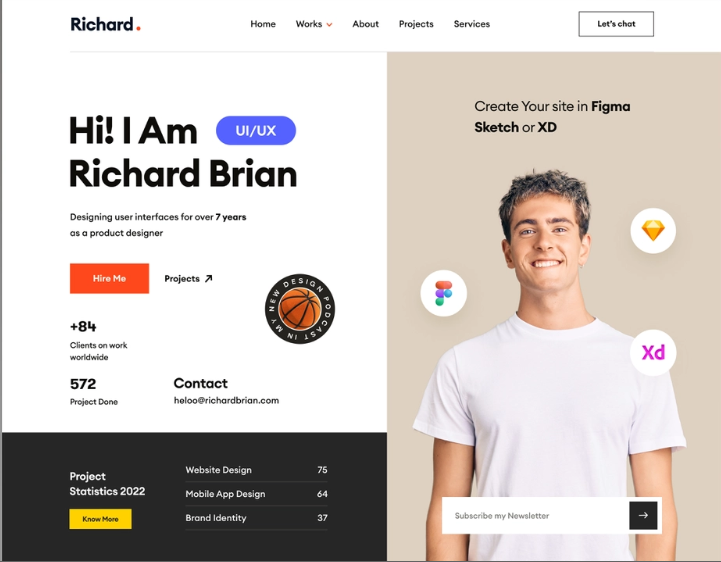 Richard.
Home Works About Projects Services
Let's chat
Hi! I Am UI/UX
Richard Brian
Designing user interfaces for over 7 years
as a product designer
Hire Me
Projects
NEW DESIGN PODCAST IN MY
+84
Clients on work
worldwide
572
Project Done
Contact
heloo@richardbrian.com
Project
Statistics 2022
Know More
Website Design 75
Mobile App Design 64
Brand Identity 37
Create Your site in Figma
Sketch or XD
Xd
Subscribe my Newsletter